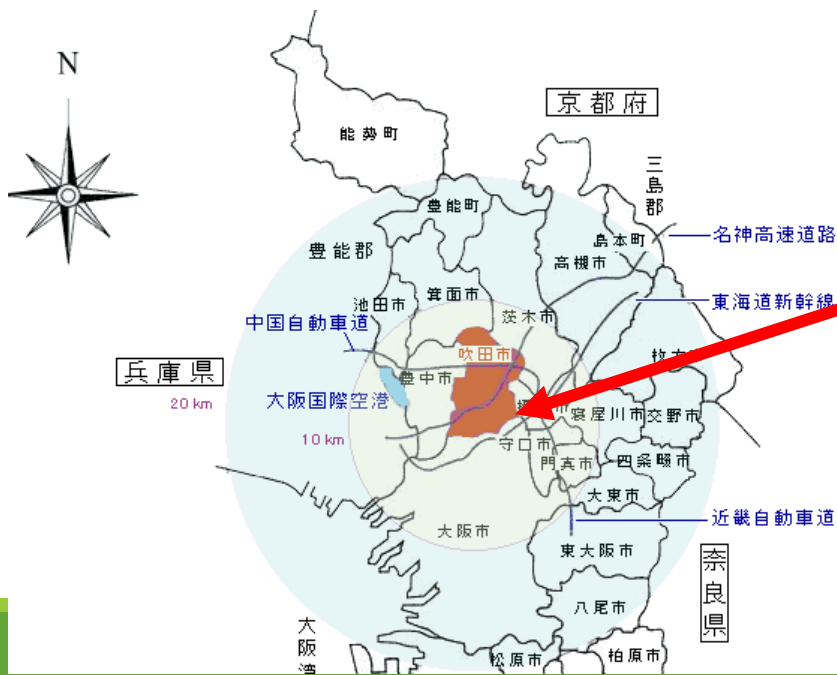 N
京都府
能勢町
三島郡
豊能町
島本町
名神高速道路
豊能郡
高槻市
箕面市
池田市
東海道新幹線
茨木市
中国自動車道
吹田市
兵庫県
豊中市
大阪国際空港
20 km
寝屋川市
交野市
10 km
守口市
門真市
四条畷市
大東市
近畿自動車道
大阪市
東大阪市
奈良県
八尾市
大阪湾
松原市
柏原市